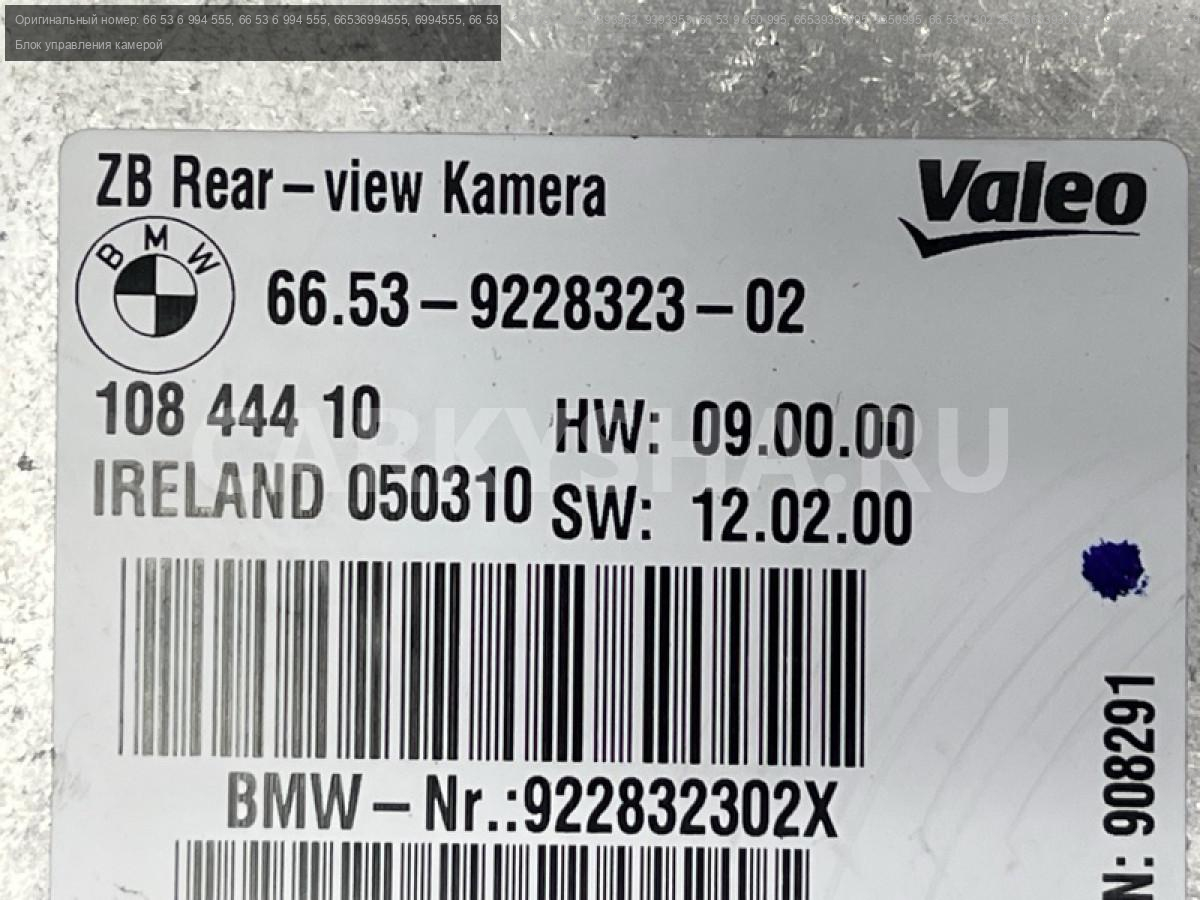 Оригинальный номер: 66 53 6 994 555, 66 53 6 994 555, 66536994555, 6994555, 66 53
Блок управления камерой
ZB Rear–view Kamera
Valeo
BMW
66.53–9228323–02
108 444 10
HW: 09.00.00
CARKYSHA.RU
IRELAND 050310
SW: 12.02.00
BMW–Nr.:922832302X
N: 908291